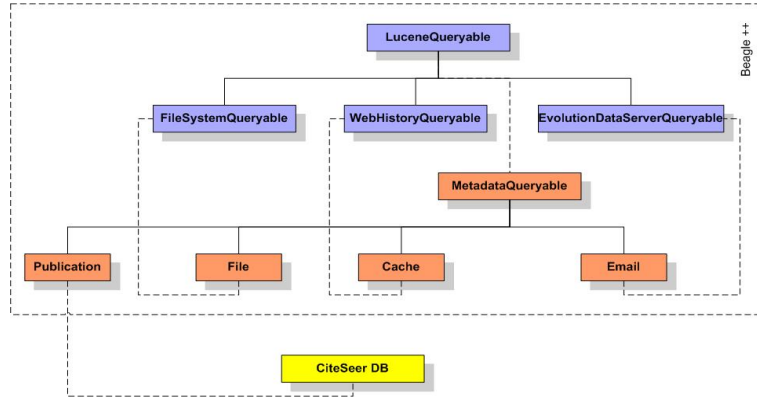 LuceneQueryable
Beagle ++
FileSystemQueryable
WebHistoryQueryable
EvolutionDataServerQueryable
MetadataQueryable
Publication
File
Cache
Email
CiteSeer DB